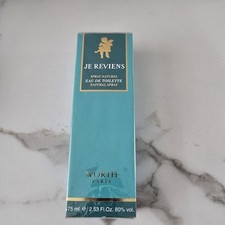 JE REVIENS
SPRAY NATUREL
EAU DE TOILETTE
NATURAL SPRAY
WORTH
PARIS
75 ml e / 2.53 Fl. Oz. 80% vol.